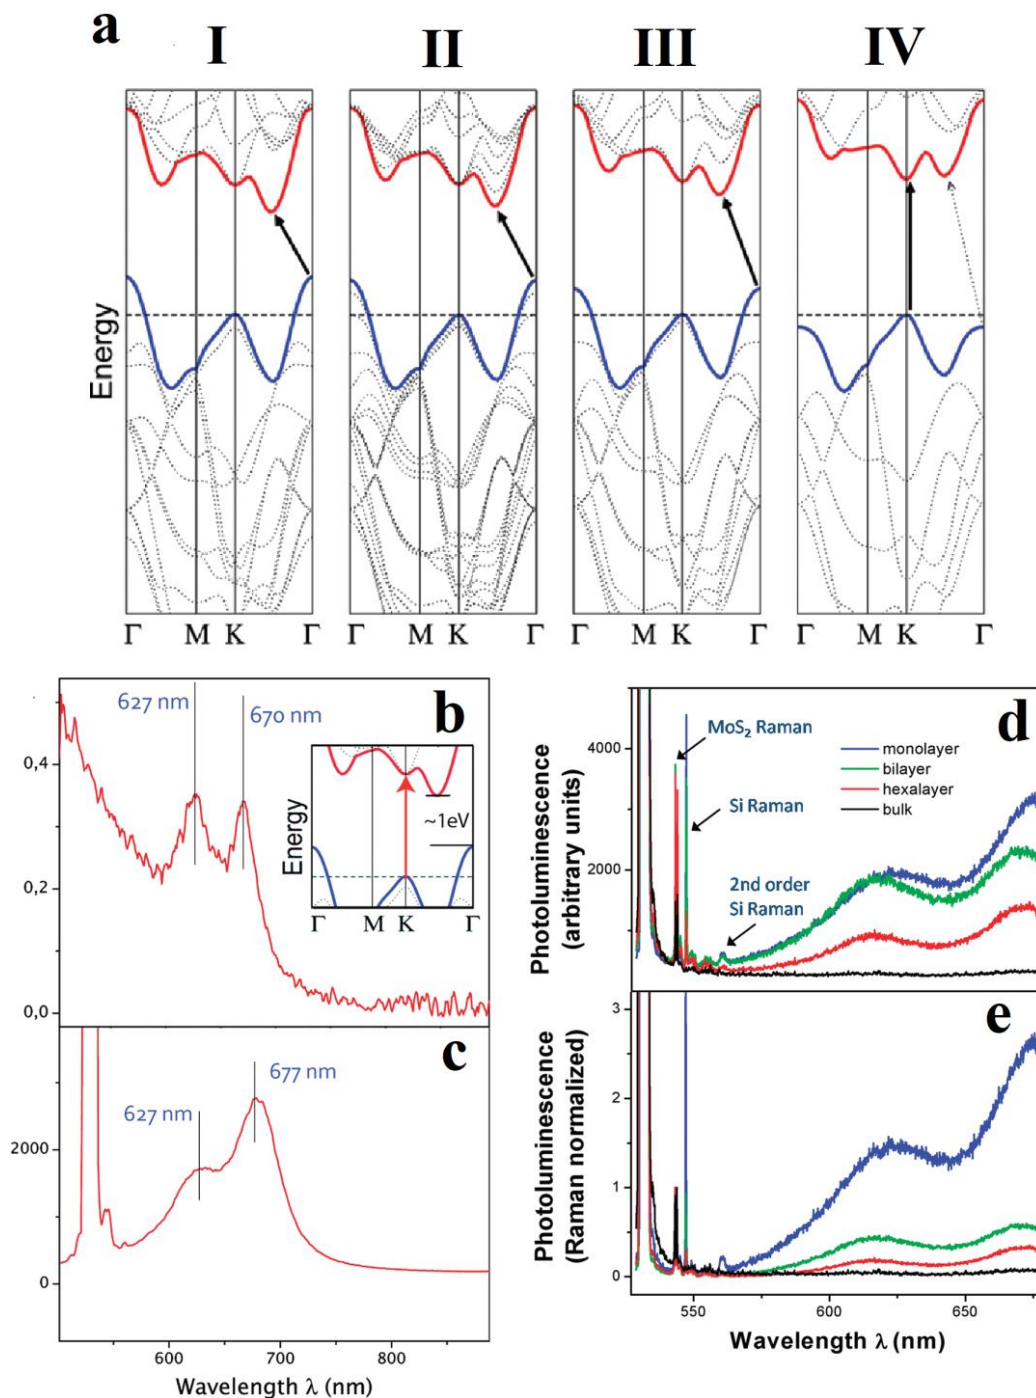 a
I II III IV
Energy
Γ M K Γ Γ M K Γ Γ M K Γ Γ M K Γ
b
627 nm
670 nm
0,4
0,2
0,0
Energy
~1eV
Γ M K Γ
c
627 nm
677 nm
2000
0
600 700 800
Wavelength λ (nm)
d
MoS2 Raman
Si Raman
2nd order
Si Raman
monolayer
bilayer
hexalayer
bulk
4000
2000
Photoluminescence
(arbitrary units)
e
3
2
1
0
Photoluminescence
(Raman normalized)
550 600 650
Wavelength λ (nm)